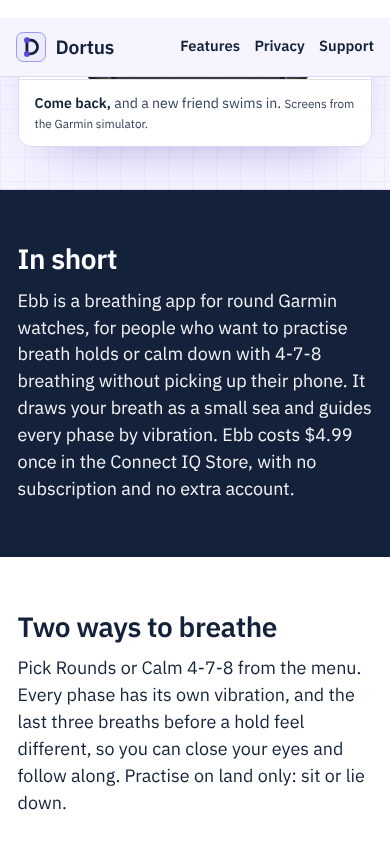 D Dortus
Features Privacy Support
Come back, and a new friend swims in. Screens from
the Garmin simulator.
In short
Ebb is a breathing app for round Garmin
watches, for people who want to practise
breath holds or calm down with 4-7-8
breathing without picking up their phone. It
draws your breath as a small sea and guides
every phase by vibration. Ebb costs $4.99
once in the Connect IQ Store, with no
subscription and no extra account.
Two ways to breathe
Pick Rounds or Calm 4-7-8 from the menu.
Every phase has its own vibration, and the
last three breaths before a hold feel
different, so you can close your eyes and
follow along. Practise on land only: sit or lie
down.